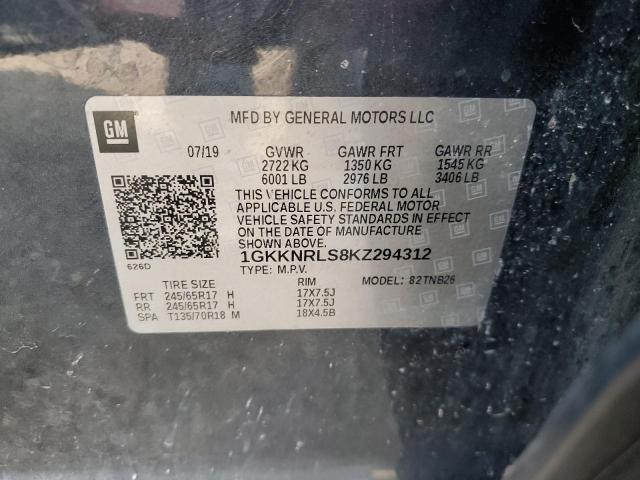 GM
MFD BY GENERAL MOTORS LLC
07/19 GVWR GAWR FRT GAWR RR
2722 KG 1350 KG 1545 KG
6001 LB 2976 LB 3406 LB
THIS VEHICLE CONFORMS TO ALL
APPLICABLE U.S. FEDERAL MOTOR
VEHICLE SAFETY STANDARDS IN EFFECT
ON THE DATE OF MANUFACTURE
SHOWN ABOVE.
1GKKNRLS8KZ294312
626D
TYPE: M.P.V.
TIRE SIZE RIM MODEL: 82TNB26
FRT 245/65R17 H 17X7.5J
RR 245/65R17 H 17X7.5J
SPA T135/70R18 M 18X4.5B